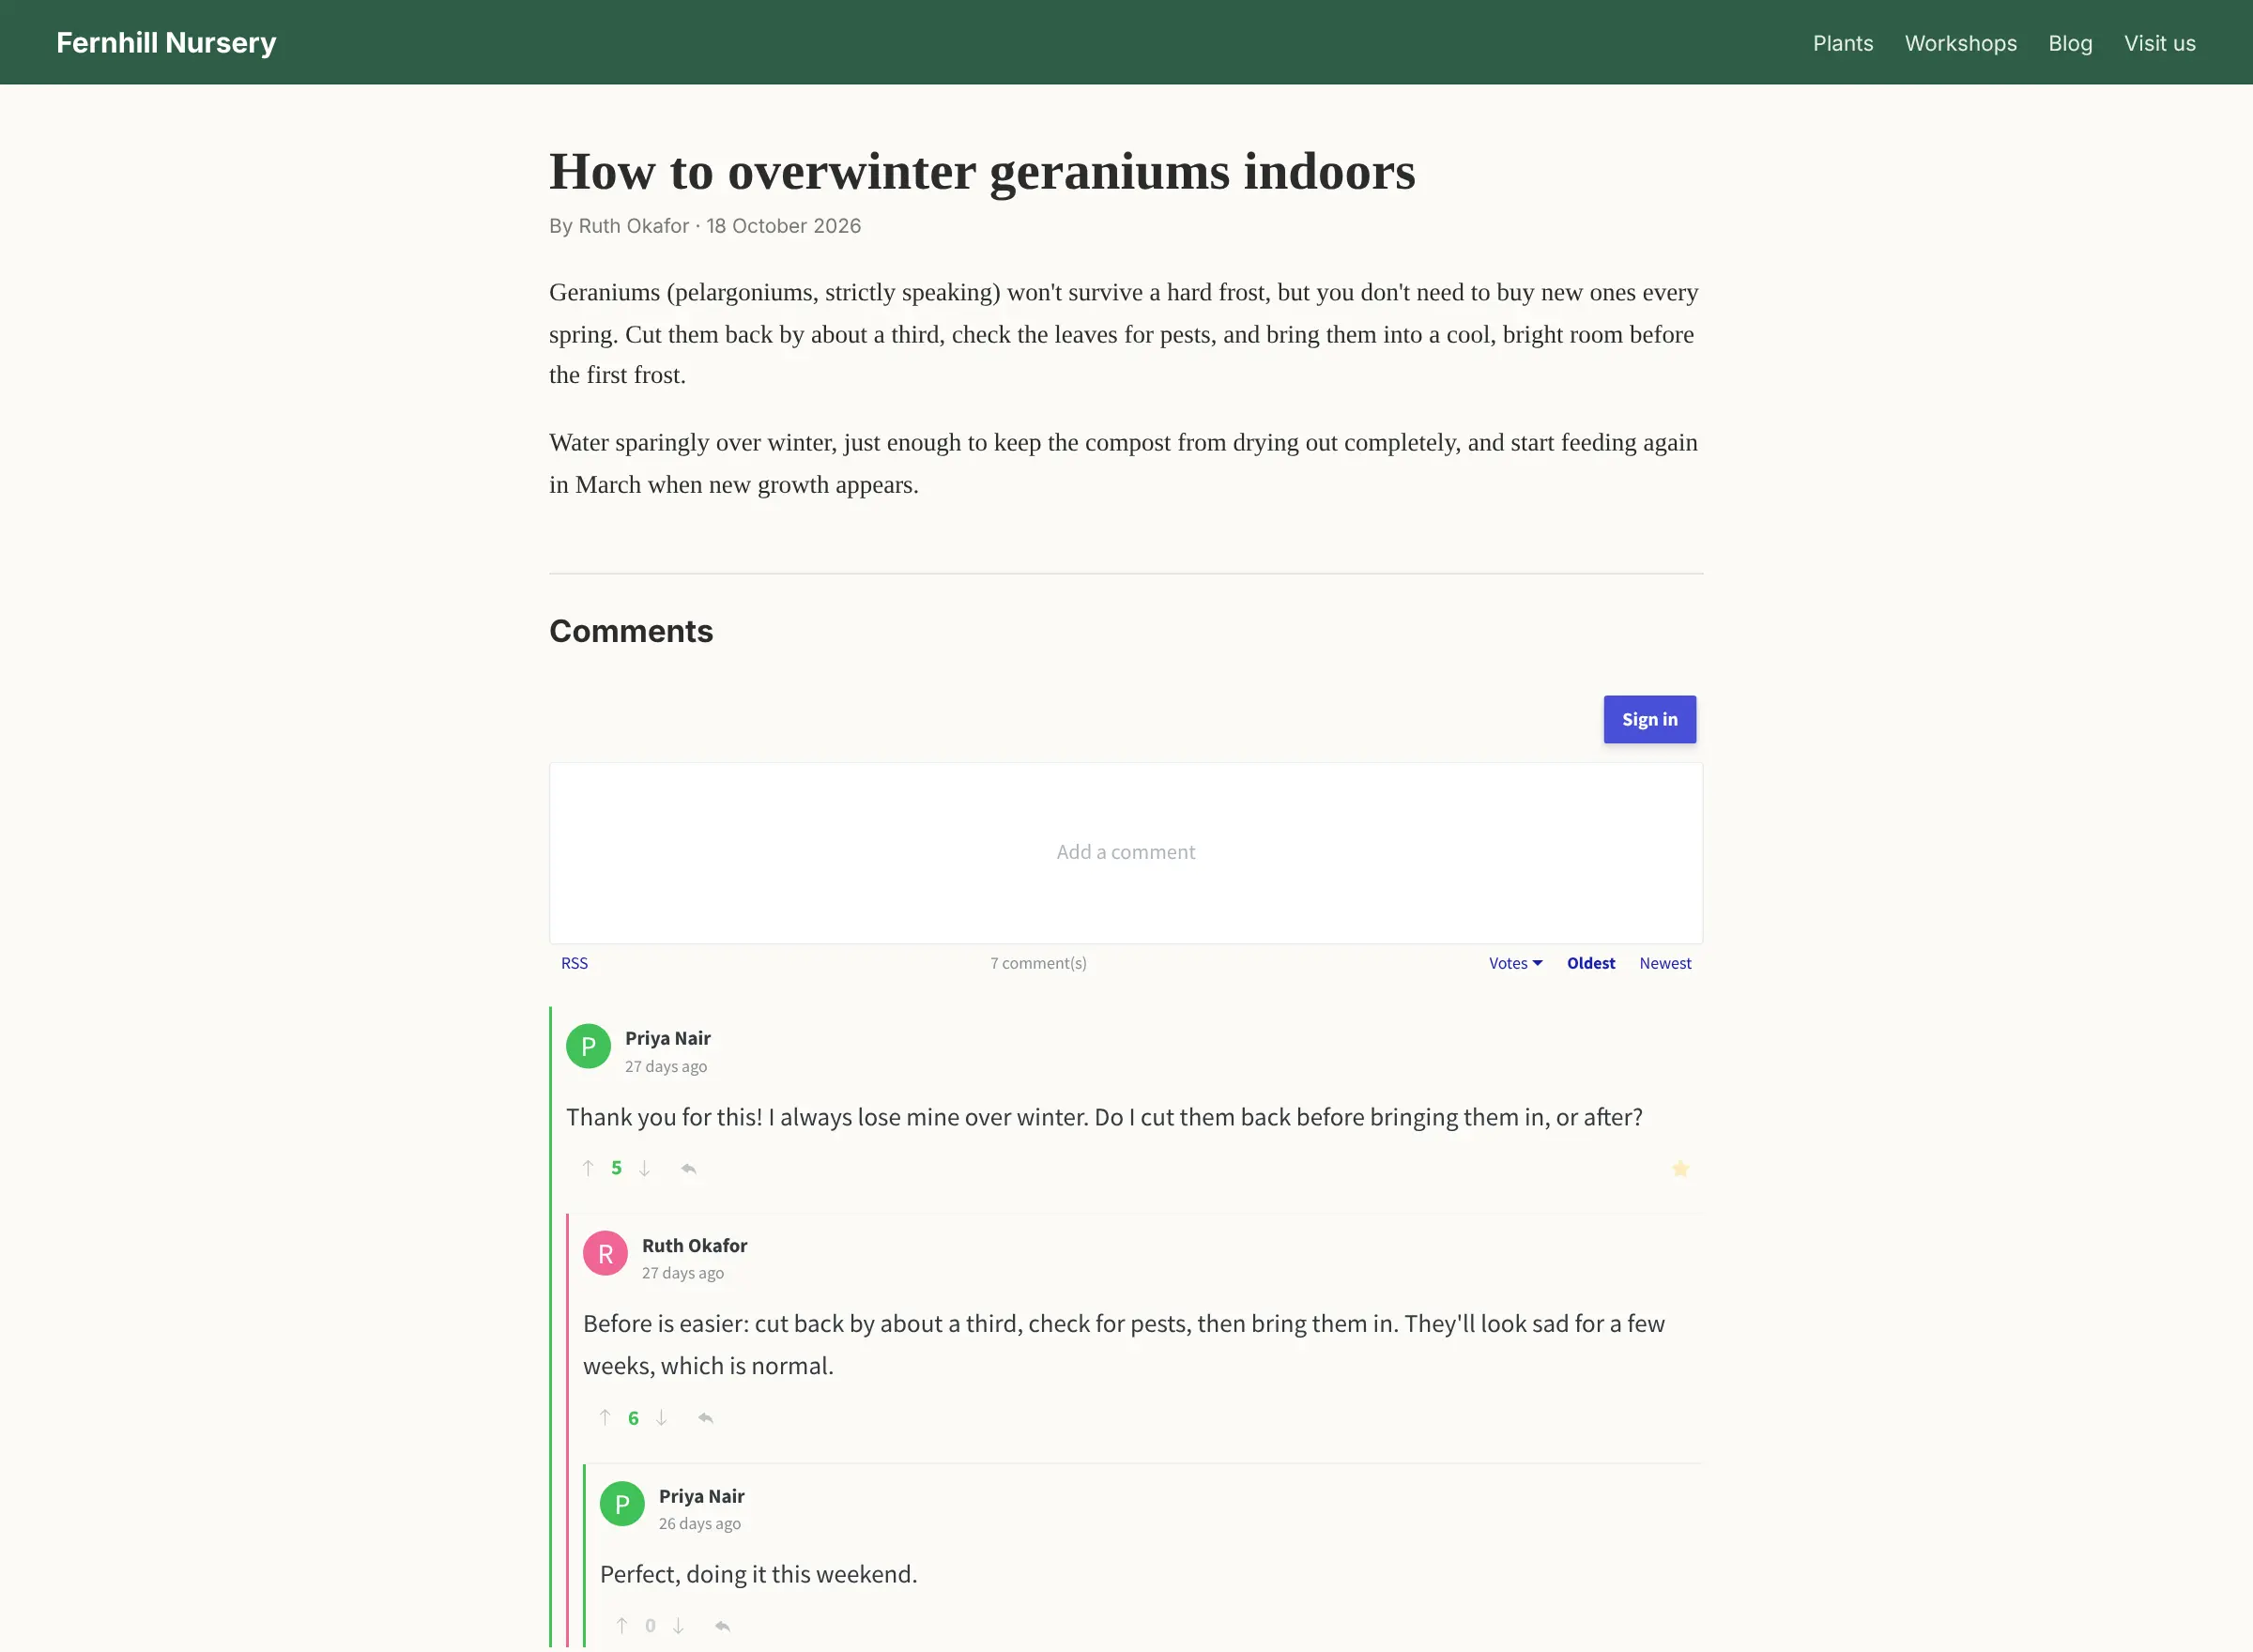 Fernhill Nursery
Plants Workshops Blog Visit us
How to overwinter geraniums indoors
By Ruth Okafor · 18 October 2026
Geraniums (pelargoniums, strictly speaking) won't survive a hard frost, but you don't need to buy new ones every
spring. Cut them back by about a third, check the leaves for pests, and bring them into a cool, bright room before
the first frost.
Water sparingly over winter, just enough to keep the compost from drying out completely, and start feeding again
in March when new growth appears.
Comments
Sign in
Add a comment
RSS 7 comment(s) Votes Oldest Newest
P
Priya Nair
27 days ago
Thank you for this! I always lose mine over winter. Do I cut them back before bringing them in, or after?
5
R
Ruth Okafor
27 days ago
Before is easier: cut back by about a third, check for pests, then bring them in. They'll look sad for a few
weeks, which is normal.
6
P
Priya Nair
26 days ago
Perfect, doing it this weekend.
0